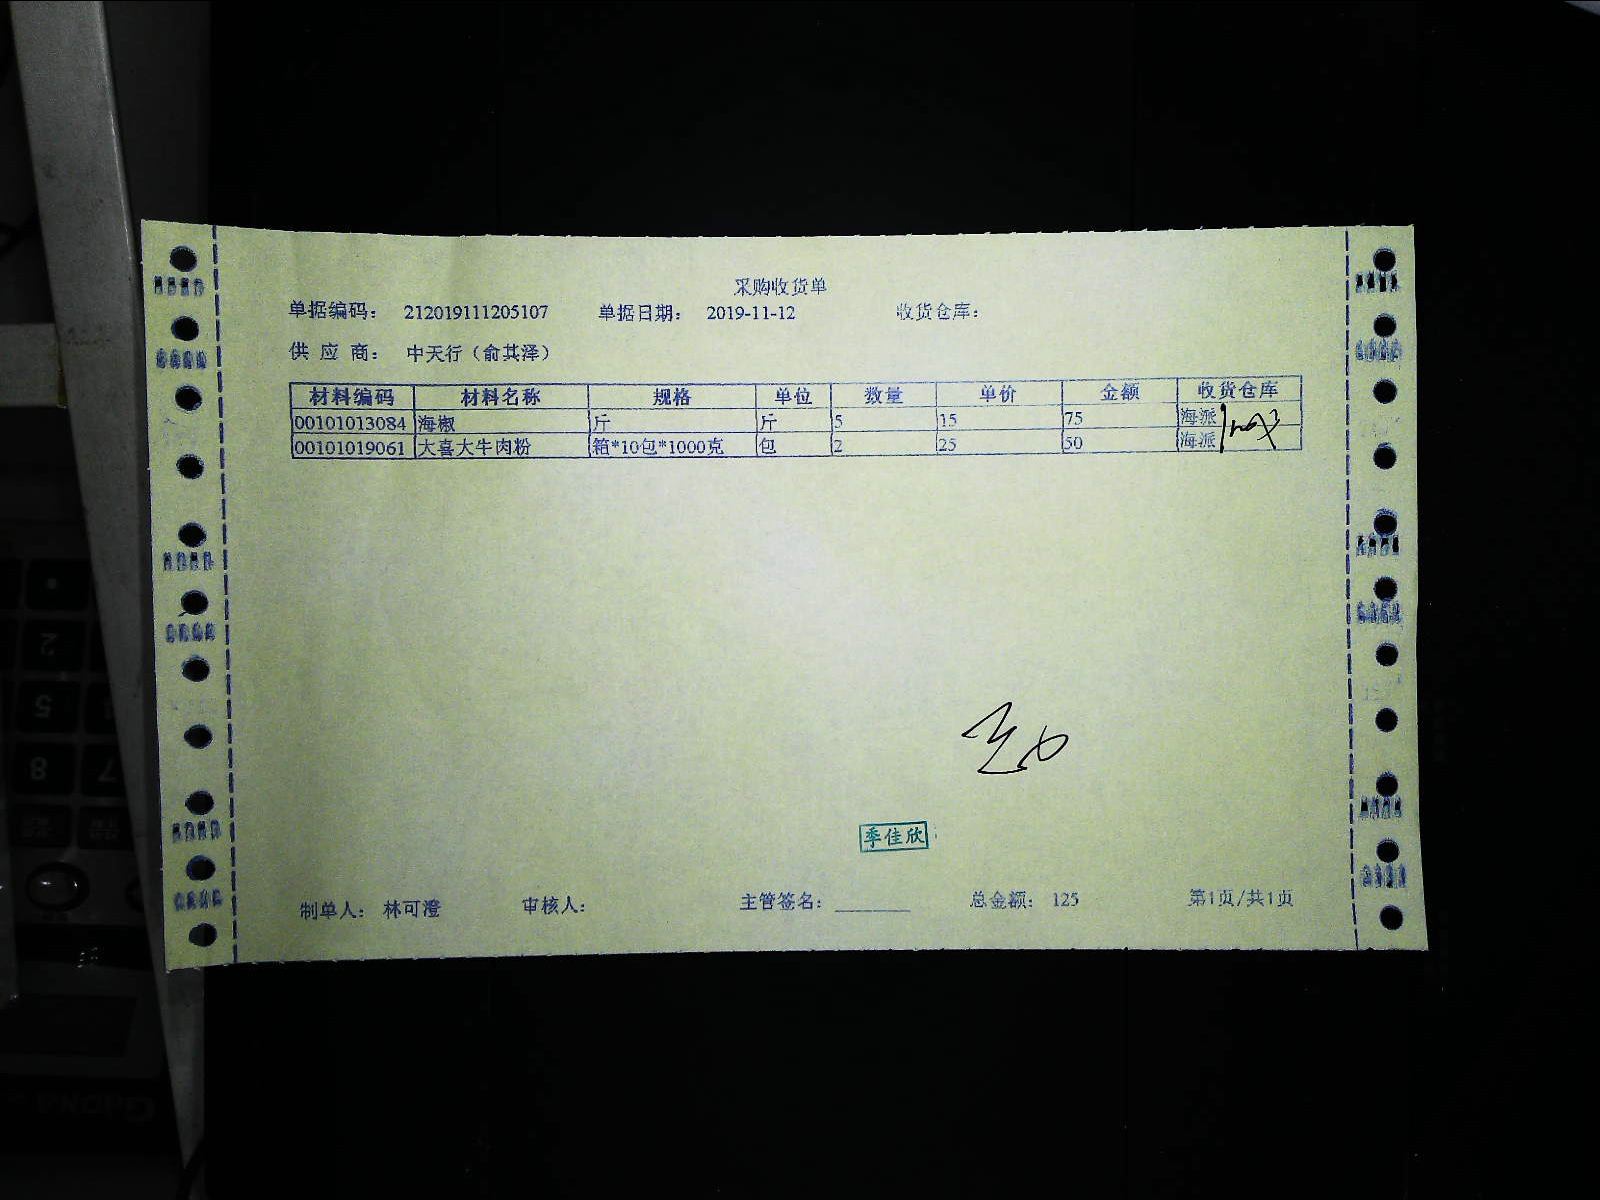 采购收货单
单据编码： 212019111205107 单据日期： 2019-11-12 收货仓库：
供 应 商： 中天行（俞其泽）
材料编码 材料名称 规格 单位 数量 单价 金额 收货仓库
00101013084 海椒 斤 斤 5 15 75 海派
00101019061 大喜大牛肉粉 箱*10包*1000克 包 2 25 50 海派
季佳欣
制单人： 林可澄 审核人： 主管签名： 总金额： 125 第1页/共1页